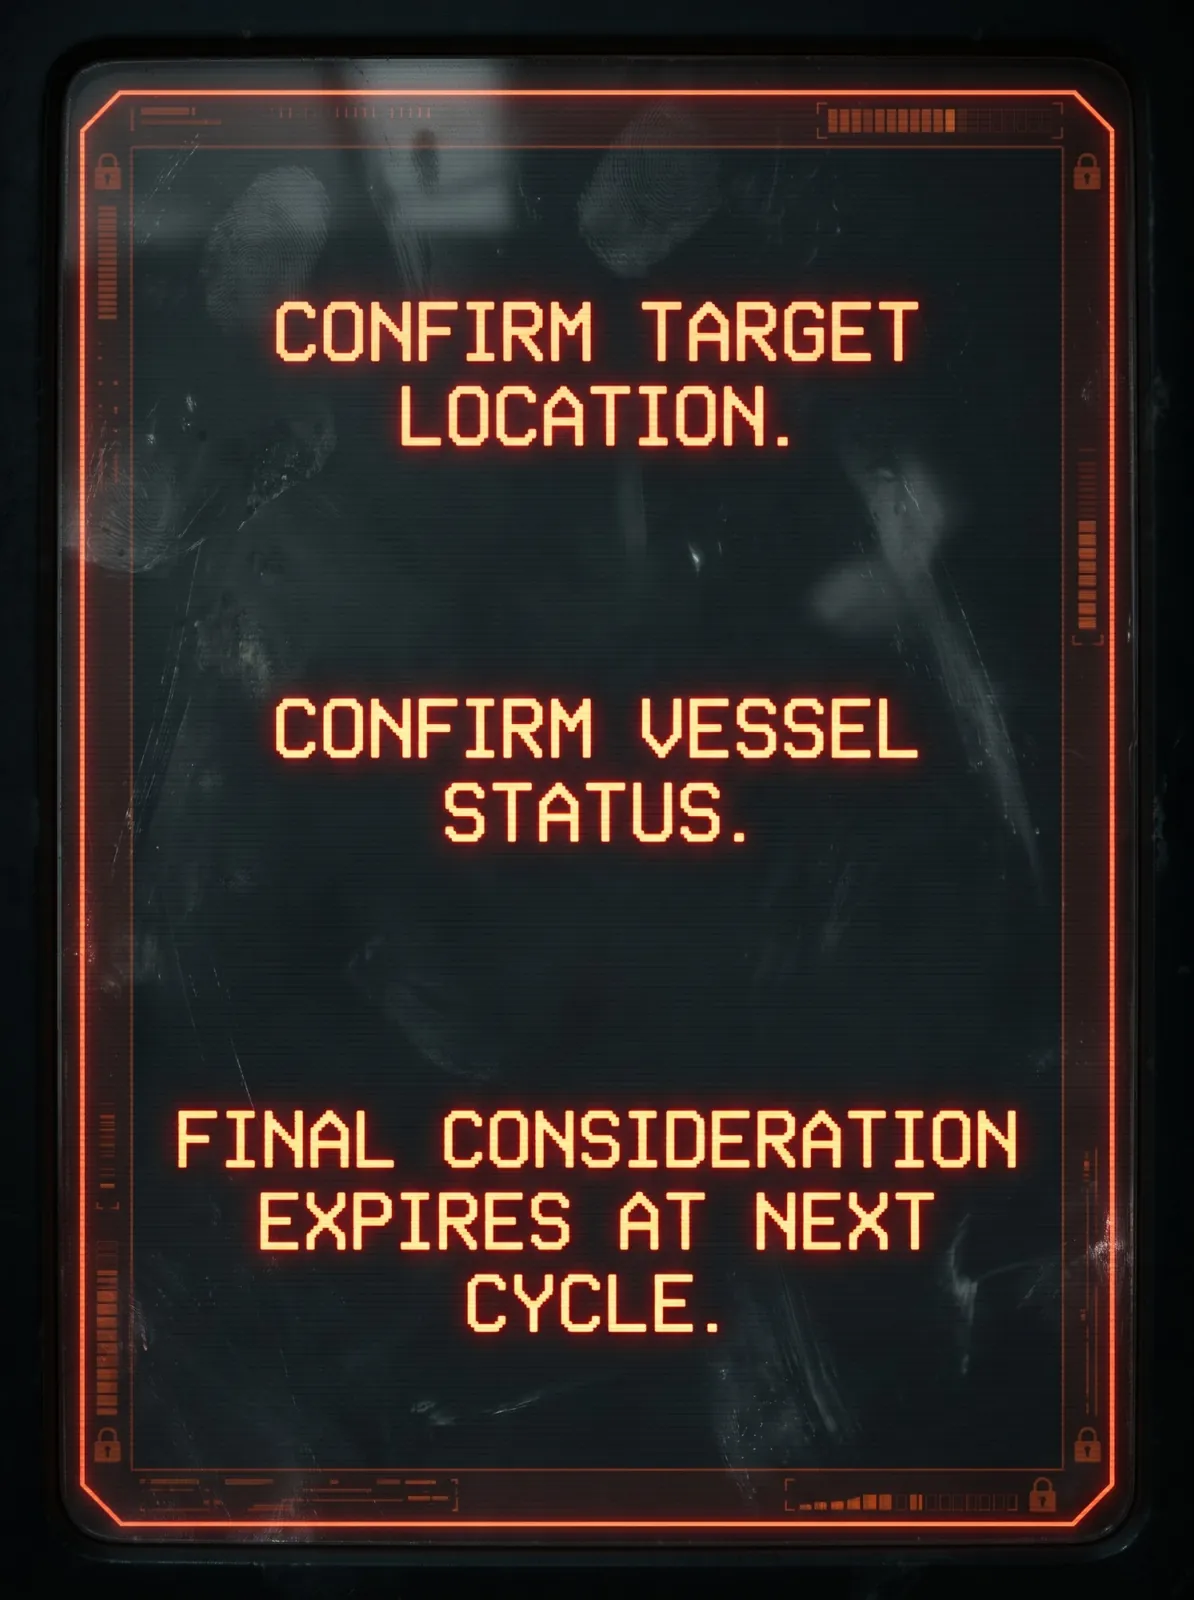 CONFIRM TARGET
LOCATION.
CONFIRM VESSEL
STATUS.
FINAL CONSIDERATION
EXPIRES AT NEXT
CYCLE.